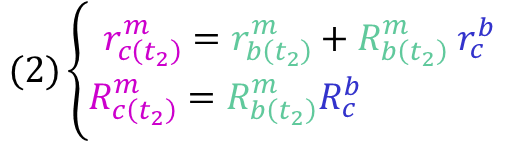 (2) { r^m_{c(t_2)} = r^m_{b(t_2)} + R^m_{b(t_2)} r^b_c
R^m_{c(t_2)} = R^m_{b(t_2)} R^b_c